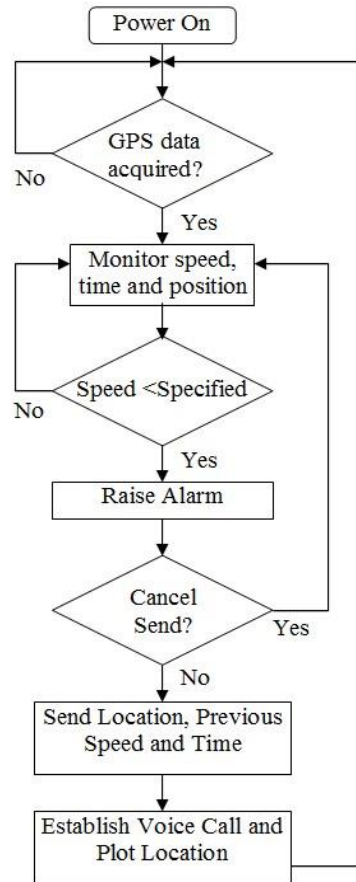 Power On
GPS data
acquired?
No
Yes
Monitor speed,
time and position
Speed <Specified
No
Yes
Raise Alarm
Cancel
Send?
Yes
No
Send Location, Previous
Speed and Time
Establish Voice Call and
Plot Location